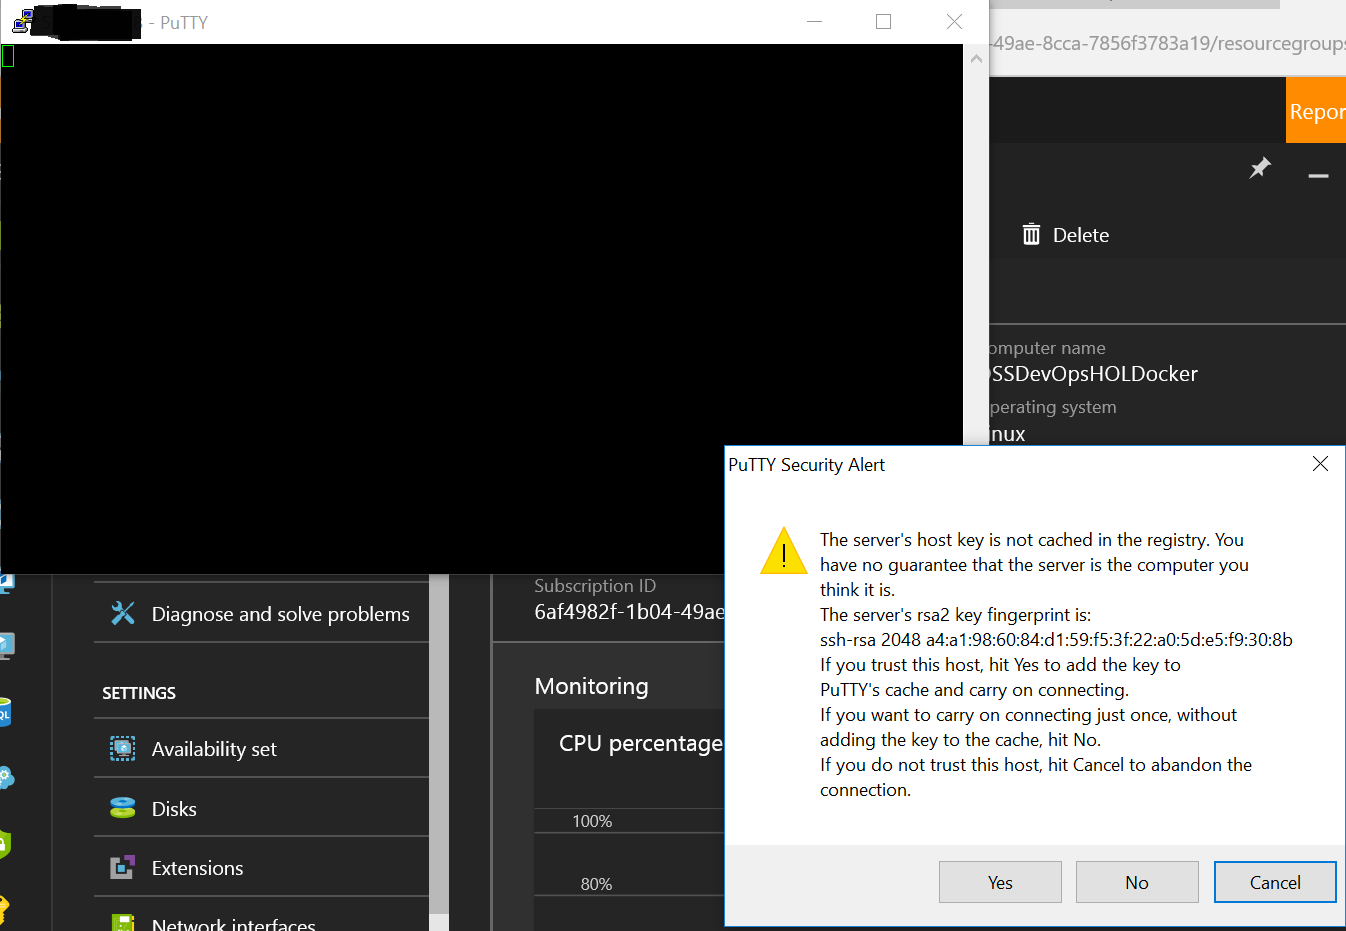 - PuTTY
-49ae-8cca-7856f3783a19/resourcegroups
Repor
Delete
omputer name
SSDevOpsHOLDocker
perating system
inux
PuTTY Security Alert
The server's host key is not cached in the registry. You
have no guarantee that the server is the computer you
think it is.
The server's rsa2 key fingerprint is:
ssh-rsa 2048 a4:a1:98:60:84:d1:59:f5:3f:22:a0:5d:e5:f9:30:8b
If you trust this host, hit Yes to add the key to
PuTTY's cache and carry on connecting.
If you want to carry on connecting just once, without
adding the key to the cache, hit No.
If you do not trust this host, hit Cancel to abandon the
connection.
Yes
No
Cancel
Diagnose and solve problems
SETTINGS
Availability set
Disks
Extensions
Network interfaces
Subscription ID
6af4982f-1b04-49ae
Monitoring
CPU percentage
100%
80%